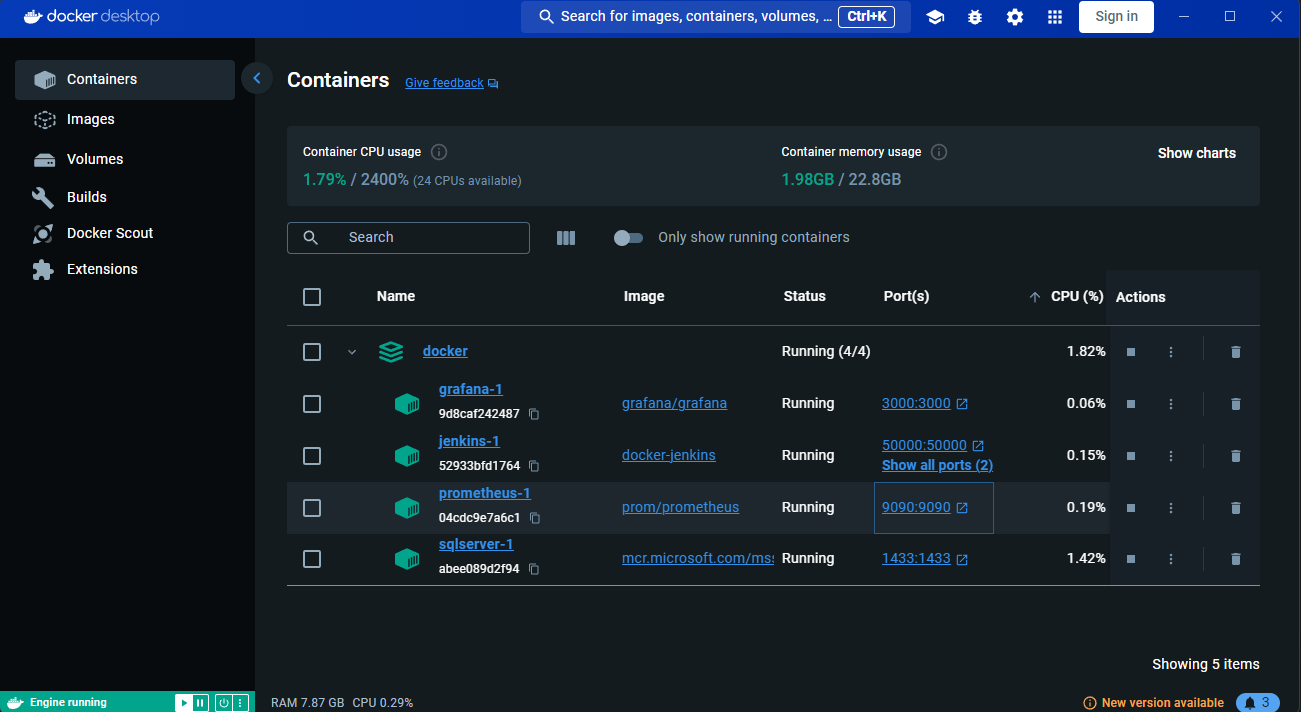 docker desktop
Search for images, containers, volumes, ... Ctrl+K
Sign in
Containers
Images
Volumes
Builds
Docker Scout
Extensions
Containers Give feedback
Container CPU usage
1.79% / 2400% (24 CPUs available)
Container memory usage
1.98GB / 22.8GB
Show charts
Search
Only show running containers
Name Image Status Port(s) CPU (%) Actions
docker Running (4/4) 1.82%
grafana-1 grafana/grafana Running 3000:3000 0.06%
9d8caf242487
jenkins-1 docker-jenkins Running 50000:50000 0.15%
52933bfd1764 Show all ports (2)
prometheus-1 prom/prometheus Running 9090:9090 0.19%
04cdc9e7a6c1
sqlserver-1 mcr.microsoft.com/mss Running 1433:1433 1.42%
abee089d2f94
Showing 5 items
Engine running
RAM 7.87 GB CPU 0.29%
New version available
3